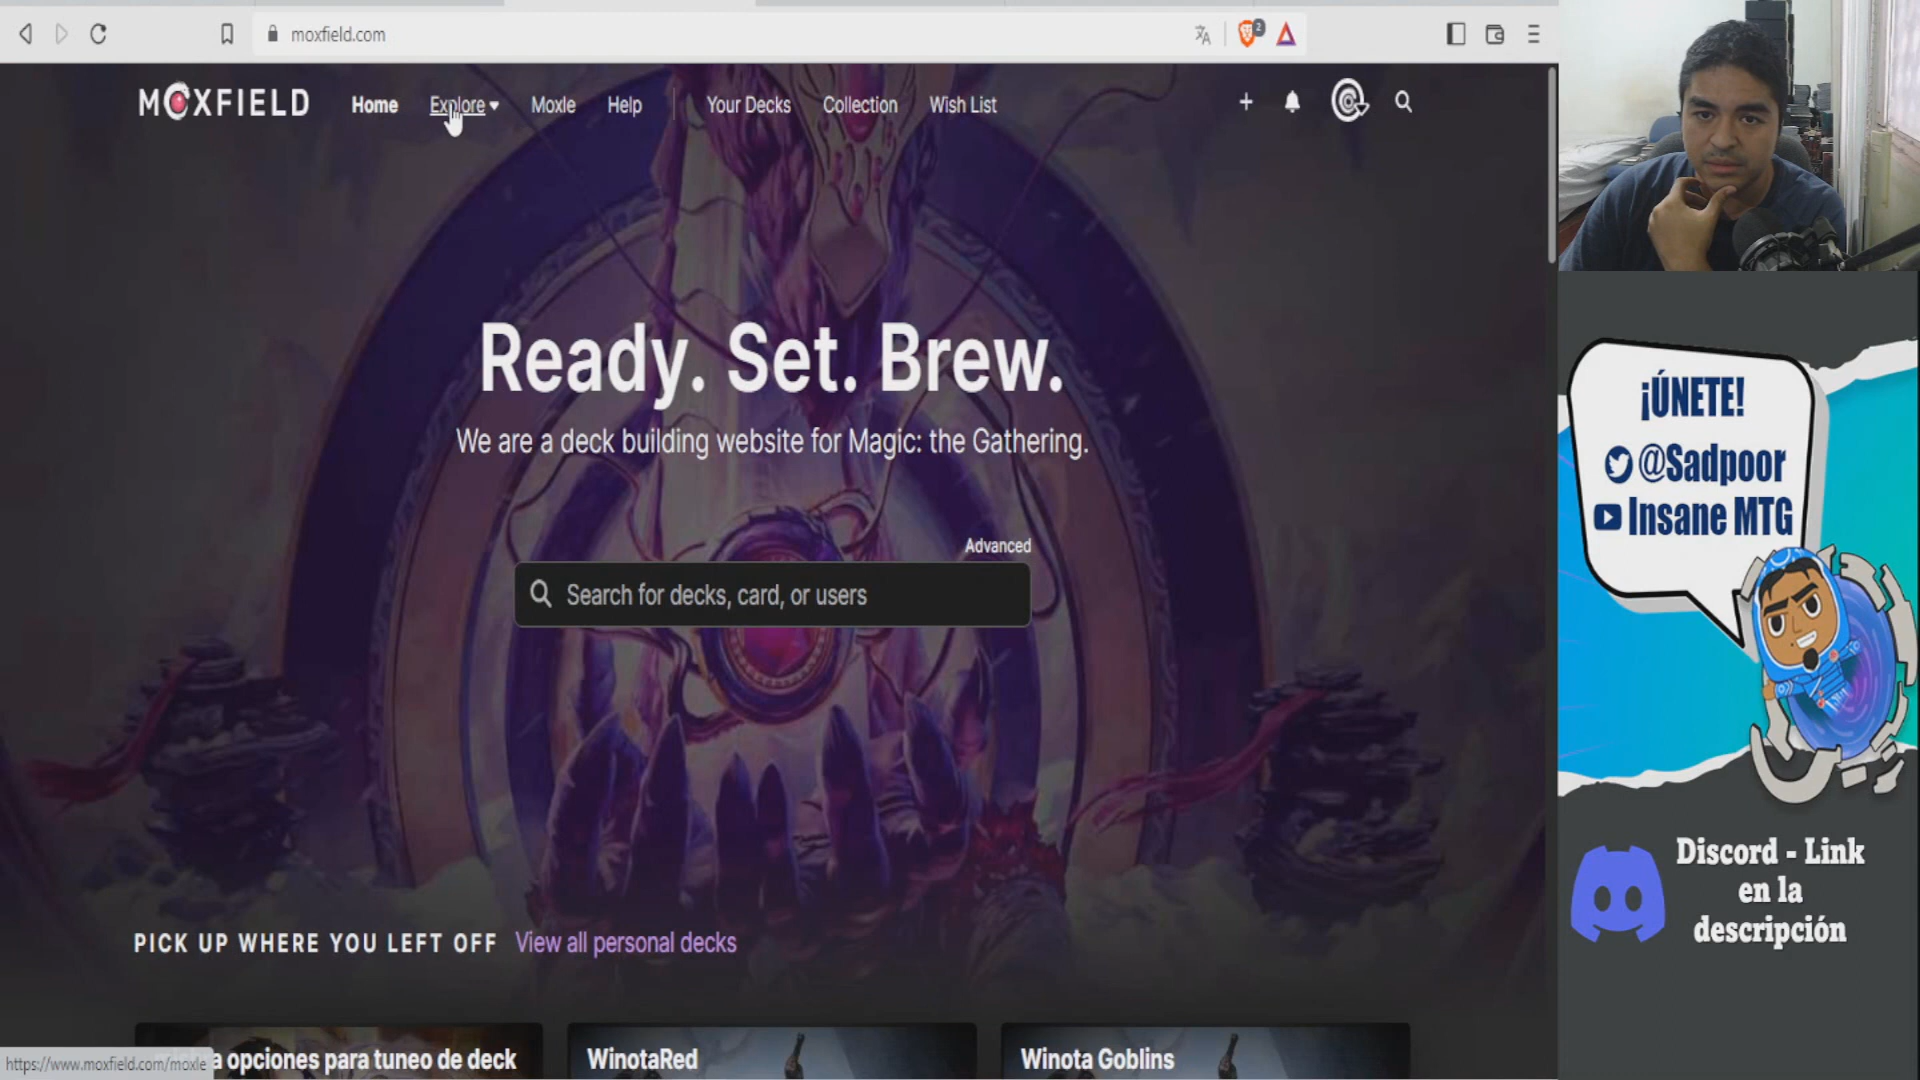 moxfield.com
2
MOXFIELD
Home
Explore
Moxle
Help
Your Decks
Collection
Wish List
Ready. Set. Brew.
We are a deck building website for Magic: the Gathering.
Advanced
Search for decks, card, or users
PICK UP WHERE YOU LEFT OFF View all personal decks
opciones para tuneo de deck
WinotaRed
Winota Goblins
https://www.moxfield.com/moxle
¡ÚNETE!
@Sadpoor
Insane MTG
Discord - Link
en la
descripción